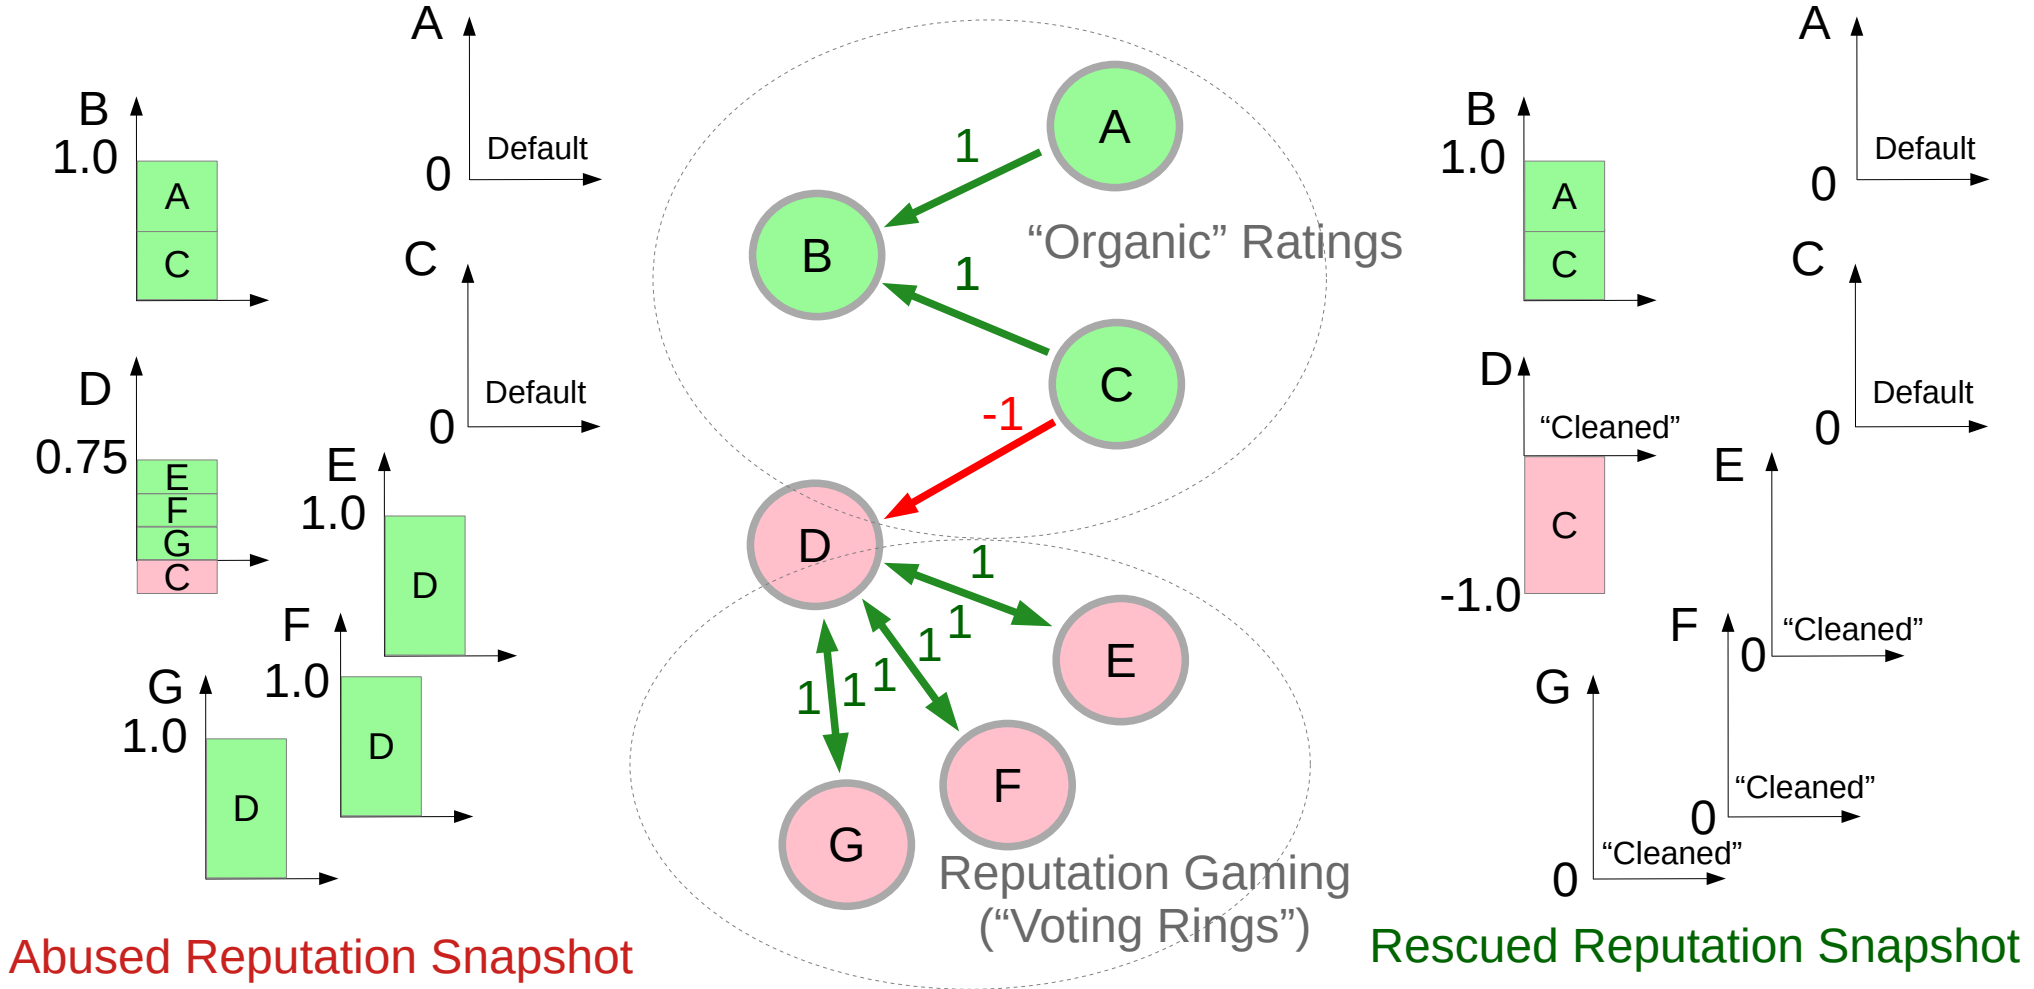 A
0
Default
B
1.0
A
C
C
0
Default
D
0.75
E
F
G
C
E
1.0
D
F
1.0
D
G
1.0
D
Abused Reputation Snapshot
A
B
C
D
E
F
G
1
1
-1
1
1
1
1
1
1
“Organic” Ratings
Reputation Gaming
(“Voting Rings”)
A
0
Default
B
1.0
A
C
C
0
Default
D
“Cleaned”
C
-1.0
E
0
“Cleaned”
F
0
“Cleaned”
G
0
“Cleaned”
Rescued Reputation Snapshot